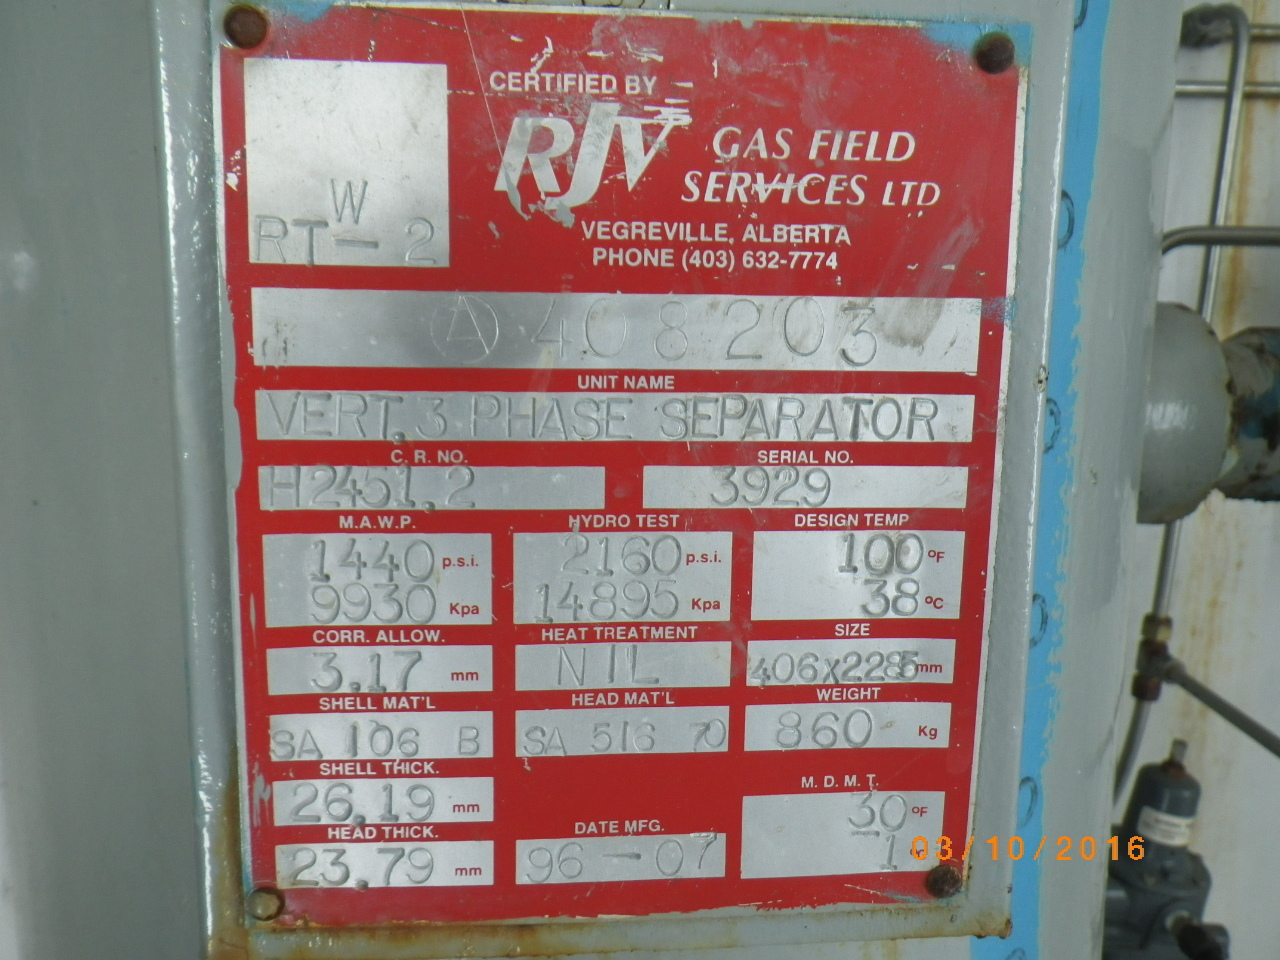 CERTIFIED BY
RJV GAS FIELD
SERVICES LTD
VEGREVILLE, ALBERTA
PHONE (403) 632-7774
W
RT-2
Ⓐ 408203
UNIT NAME
VERT. 3 PHASE SEPARATOR
C. R. NO. SERIAL NO.
H2451.2 3929
M.A.W.P. HYDRO TEST DESIGN TEMP
1440 p.s.i. 2160 p.s.i. 100 °F
9930 Kpa 14895 Kpa 38 °C
CORR. ALLOW. HEAT TREATMENT SIZE
3.17 mm NIL 406X2285 mm
SHELL MAT'L HEAD MAT'L WEIGHT
SA 106 B SA 516 70 860 Kg
SHELL THICK. M. D. M. T.
26.19 mm 30 °F
HEAD THICK. DATE MFG.
23.79 mm 96-07 -1
03/10/2016